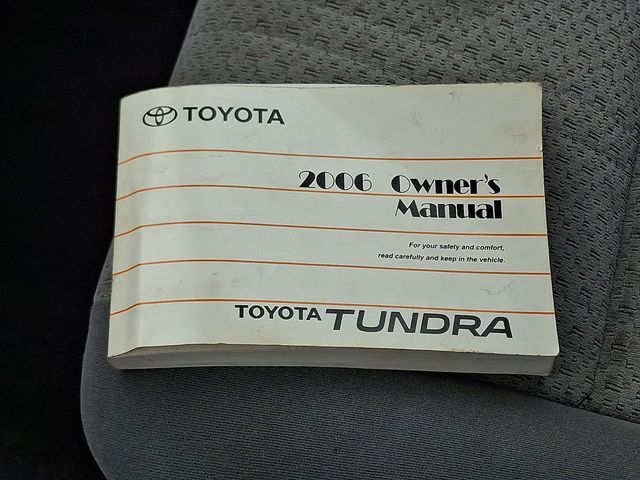 TOYOTA
2006 Owner's
Manual
For your safety and comfort,
read carefully and keep in the vehicle.
TOYOTA TUNDRA